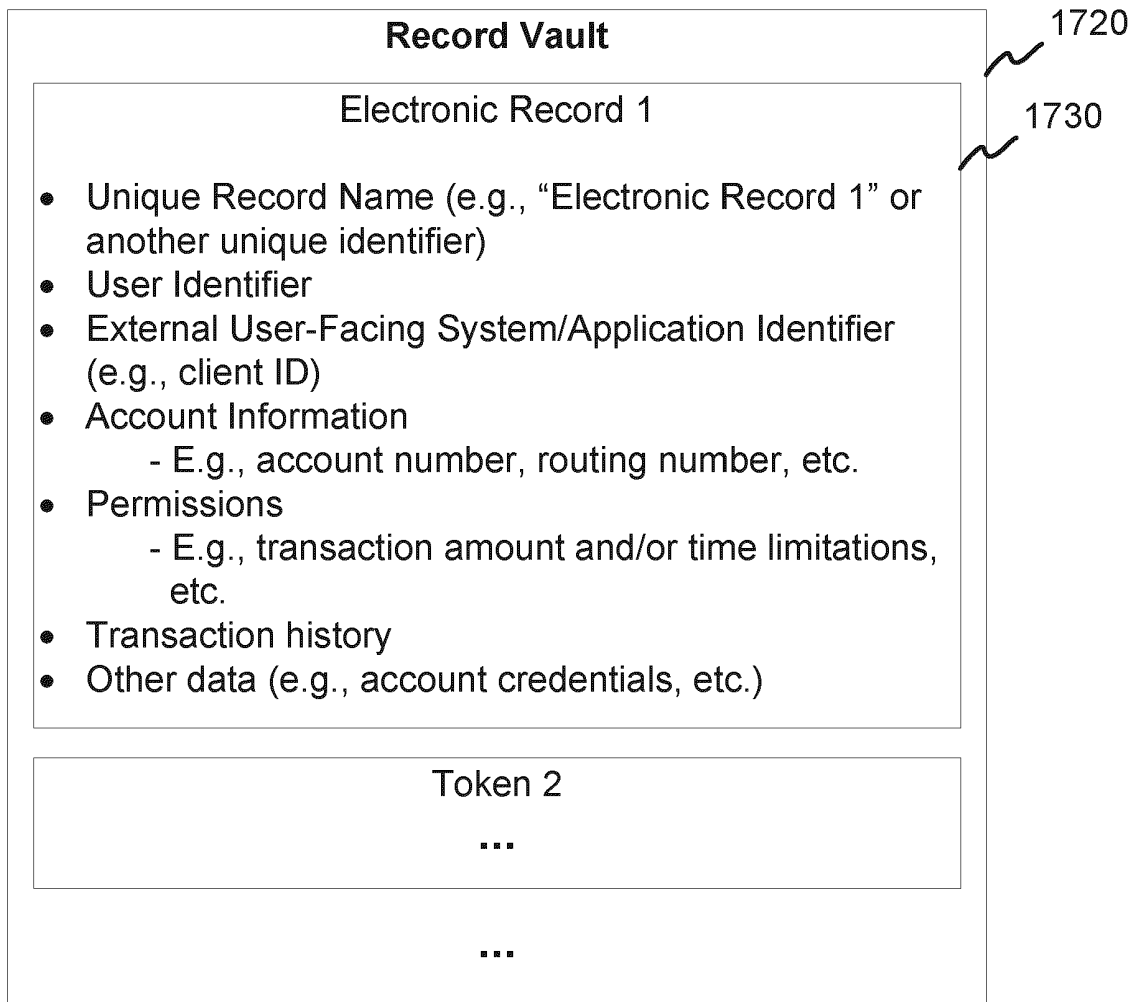 Record Vault
1720
Electronic Record 1
1730
• Unique Record Name (e.g., “Electronic Record 1” or
another unique identifier)
• User Identifier
• External User-Facing System/Application Identifier
(e.g., client ID)
• Account Information
- E.g., account number, routing number, etc.
• Permissions
- E.g., transaction amount and/or time limitations,
etc.
• Transaction history
• Other data (e.g., account credentials, etc.)
Token 2
...
...